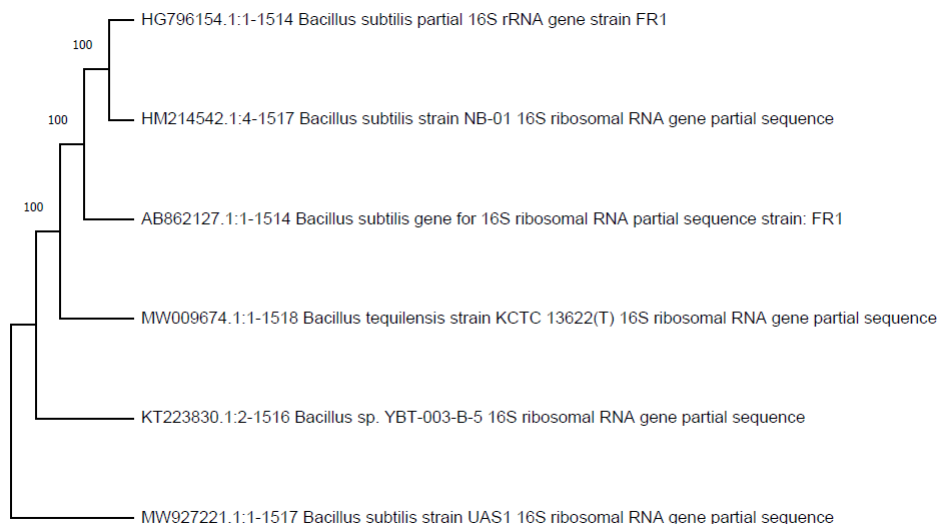 HG796154.1:1-1514 Bacillus subtilis partial 16S rRNA gene strain FR1
100
HM214542.1:4-1517 Bacillus subtilis strain NB-01 16S ribosomal RNA gene partial sequence
100
100
AB862127.1:1-1514 Bacillus subtilis gene for 16S ribosomal RNA partial sequence strain: FR1
MW009674.1:1-1518 Bacillus tequilensis strain KCTC 13622(T) 16S ribosomal RNA gene partial sequence
KT223830.1:2-1516 Bacillus sp. YBT-003-B-5 16S ribosomal RNA gene partial sequence
MW927221.1:1-1517 Bacillus subtilis strain UAS1 16S ribosomal RNA gene partial sequence